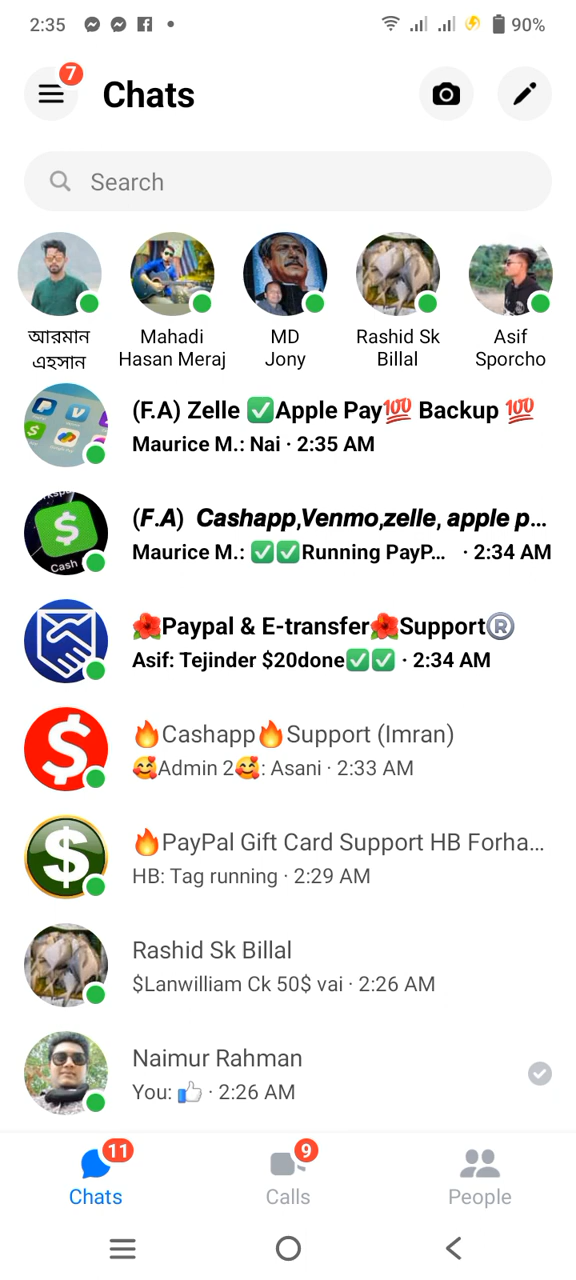 2:35
90%
7
Chats
Search
আরমান এহসান
Mahadi Hasan Meraj
MD Jony
Rashid Sk Billal
Asif Sporcho
(F.A) Zelle ✅Apple Pay💯 Backup 💯
Maurice M.: Nai · 2:35 AM
(F.A) Cashapp,Venmo,zelle, apple p...
Maurice M.: ✅✅Running PayP... · 2:34 AM
Cash
🌺Paypal & E-transfer🌺Support®
Asif: Tejinder $20done✅✅ · 2:34 AM
🔥Cashapp🔥Support (Imran)
🥰Admin 2🥰: Asani · 2:33 AM
🔥PayPal Gift Card Support HB Forha...
HB: Tag running · 2:29 AM
Rashid Sk Billal
$Lanwilliam Ck 50$ vai · 2:26 AM
Naimur Rahman
You: 👍 · 2:26 AM
11
9
Chats
Calls
People